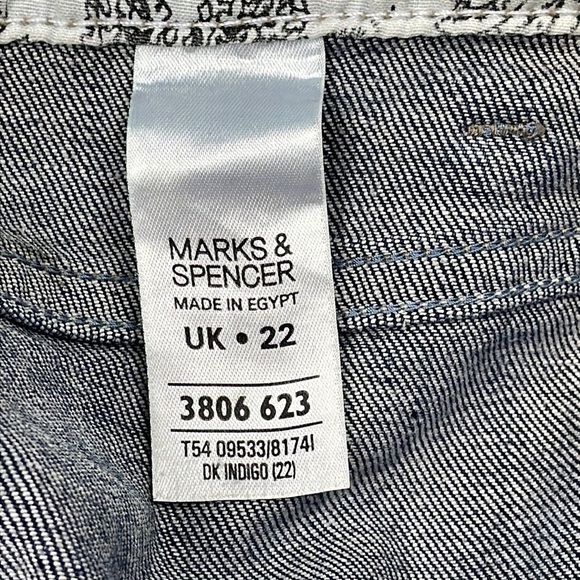 MARKS &
SPENCER
MADE IN EGYPT
UK • 22
3806 623
T54 09533/8174I
DK INDIGO (22)